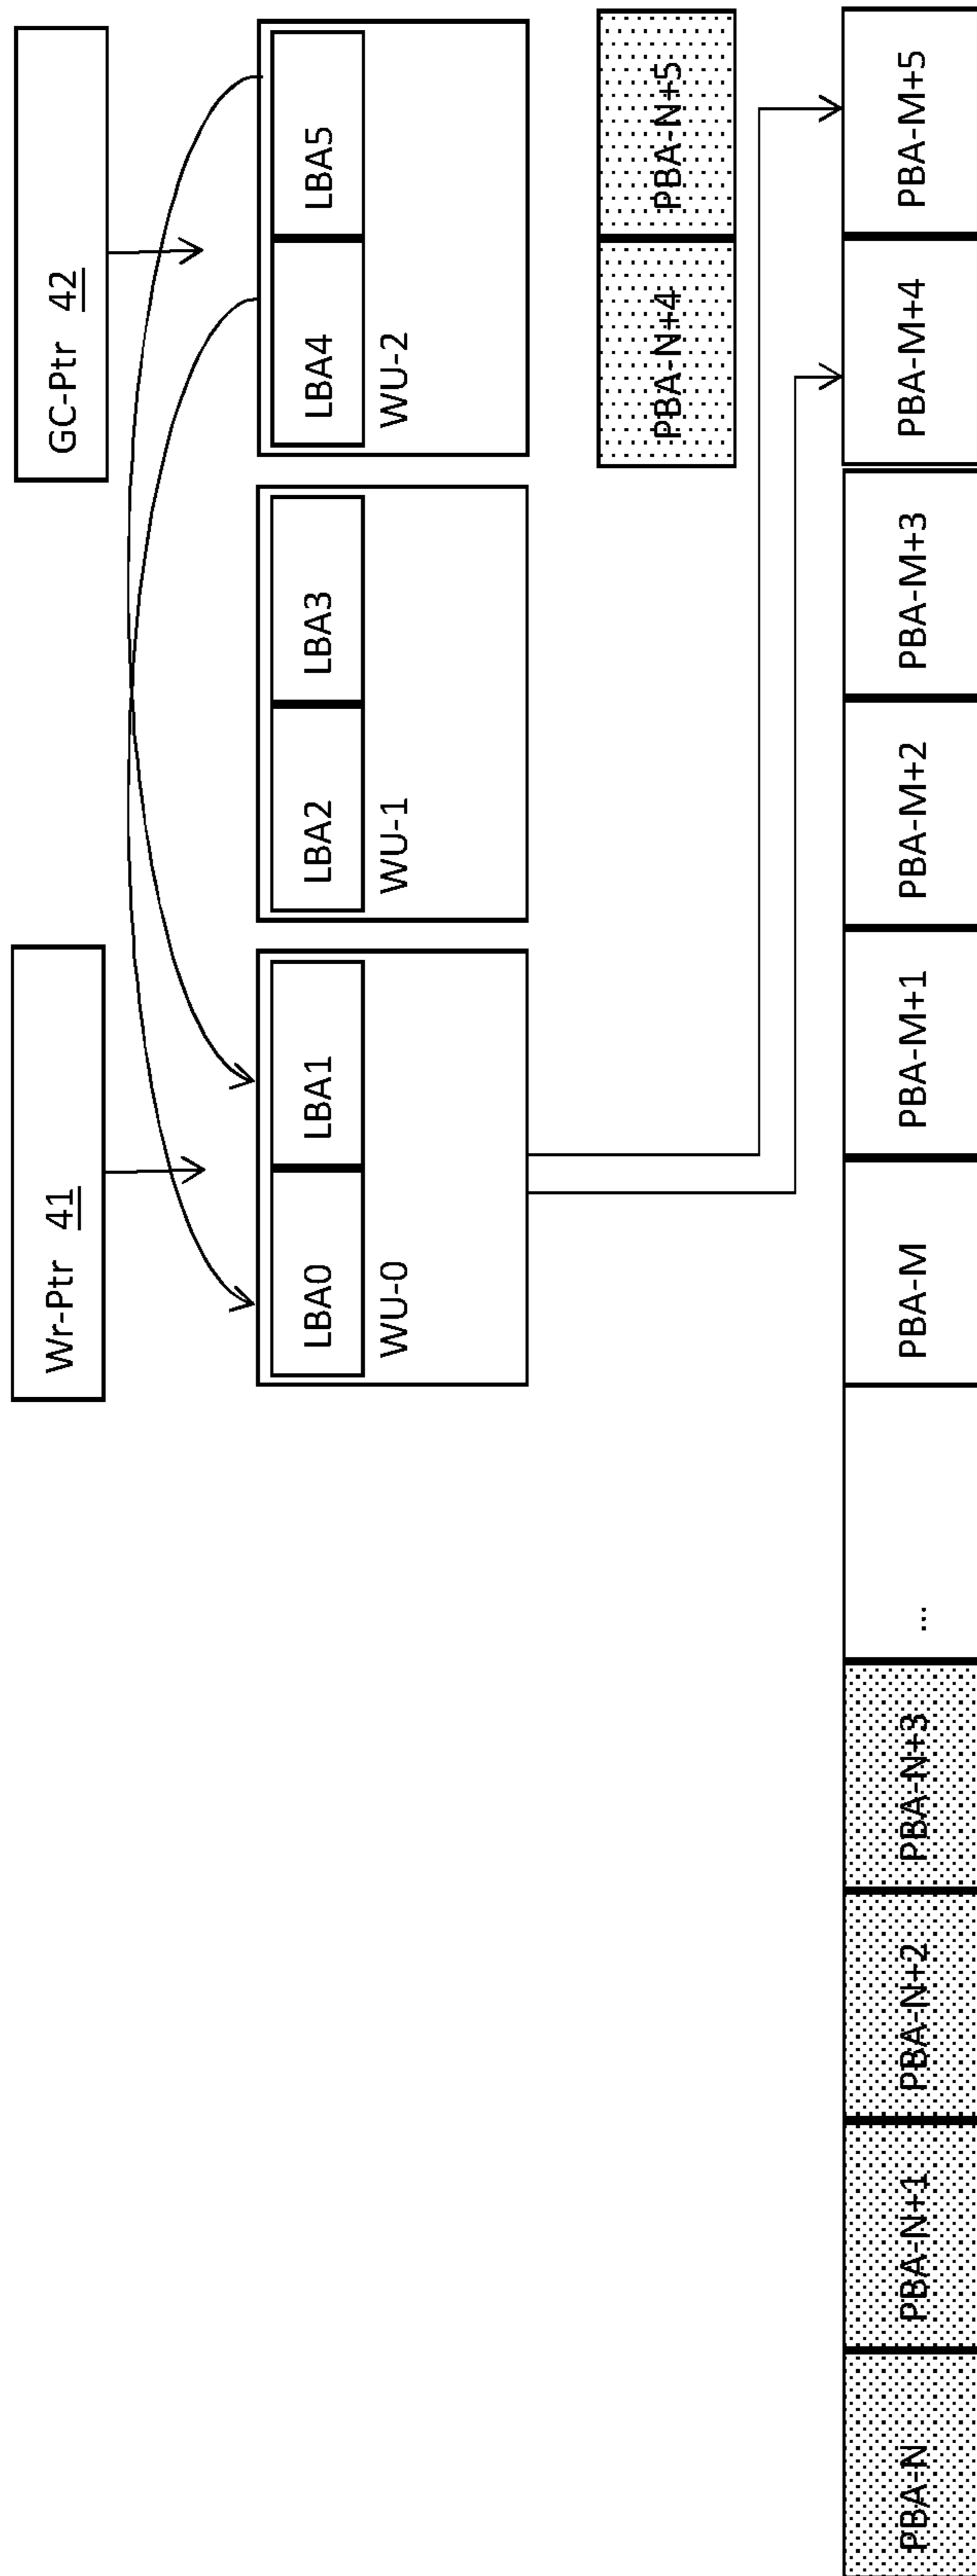 Wr-Ptr 41
GC-Ptr 42
LBA0
LBA1
LBA2
LBA3
LBA4
LBA5
WU-0
WU-1
WU-2
PBA-N+4
PBA-N+5
PBA-N
PBA-N+1
PBA-N+2
PBA-N+3
...
PBA-M
PBA-M+1
PBA-M+2
PBA-M+3
PBA-M+4
PBA-M+5